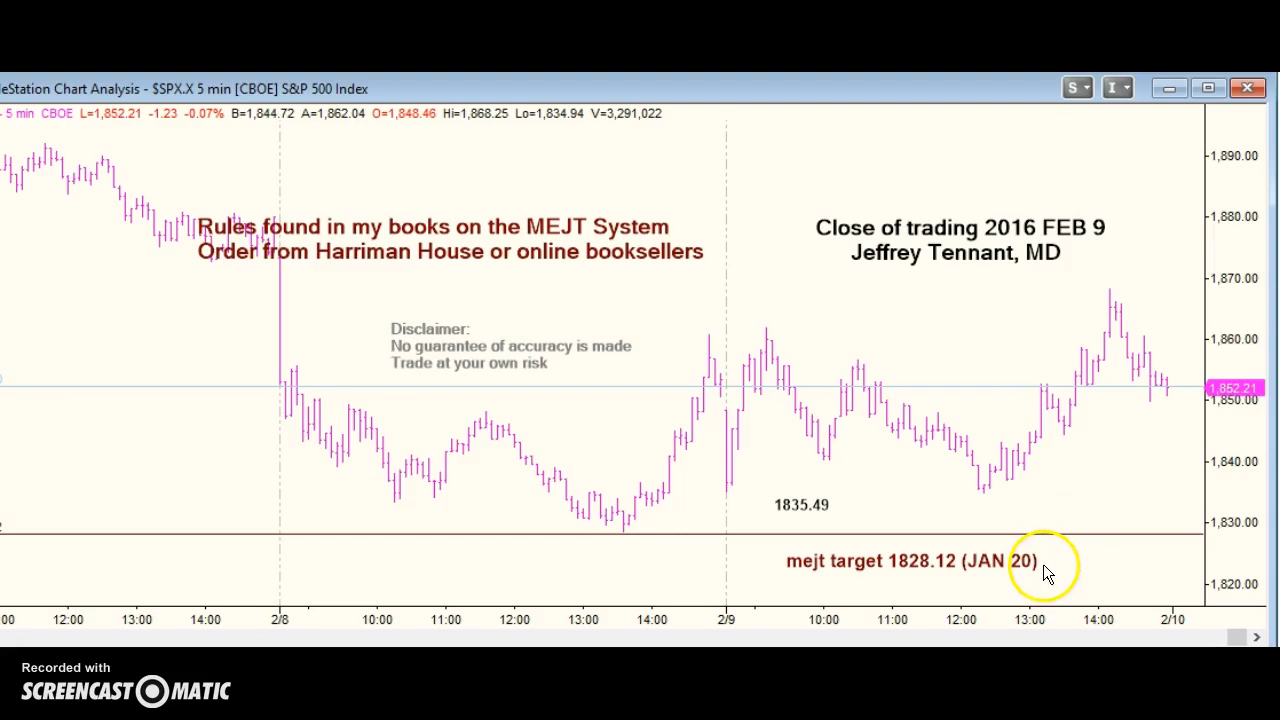 leStation Chart Analysis - $SPX.X 5 min [CBOE] S&P 500 Index
S I
- 5 min CBOE L=1,852.21 -1.23 -0.07% B=1,844.72 A=1,862.04 O=1,848.46 Hi=1,868.25 Lo=1,834.94 V=3,291,022
1,890.00
1,880.00
Rules found in my books on the MEJT System
Order from Harriman House or online booksellers
Close of trading 2016 FEB 9
Jeffrey Tennant, MD
1,870.00
Disclaimer:
No guarantee of accuracy is made
Trade at your own risk
1,860.00
1,852.21
1,850.00
1,840.00
1835.49
1,830.00
mejt target 1828.12 (JAN 20)
1,820.00
:00 12:00 13:00 14:00 2/8 10:00 11:00 12:00 13:00 14:00 2/9 10:00 11:00 12:00 13:00 14:00 2/10
Recorded with
SCREENCAST MATIC